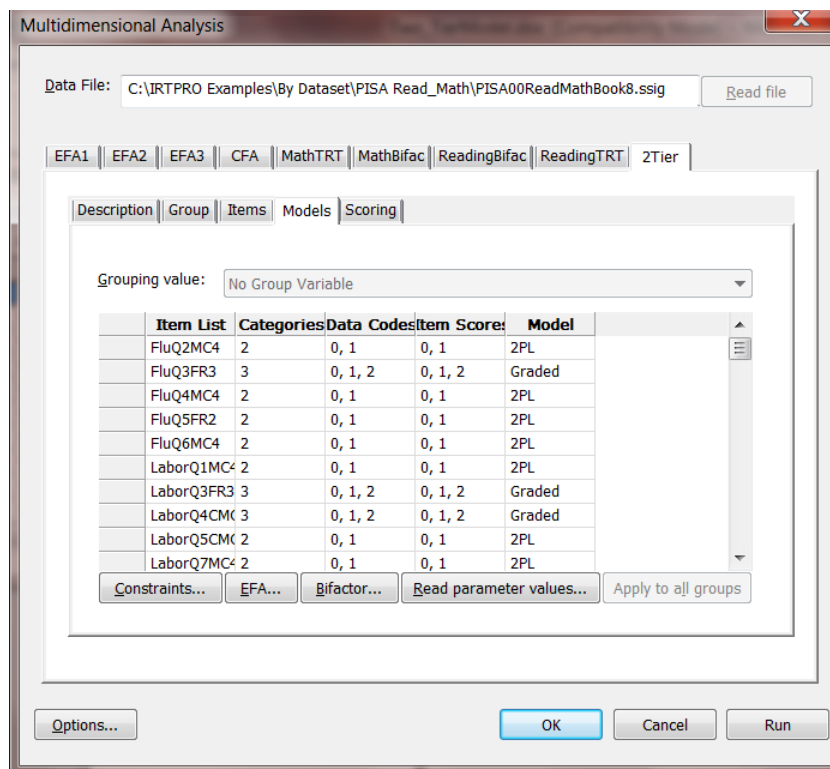 Multidimensional Analysis
Data File: C:\IRTPRO Examples\By Dataset\PISA Read_Math\PISA00ReadMathBook8.ssig Read file
EFA1 EFA2 EFA3 CFA MathTRT MathBifac ReadingBifac ReadingTRT 2Tier
Description Group Items Models Scoring
Grouping value: No Group Variable
Item List Categories Data Codes Item Scores Model
FluQ2MC4 2 0, 1 0, 1 2PL
FluQ3FR3 3 0, 1, 2 0, 1, 2 Graded
FluQ4MC4 2 0, 1 0, 1 2PL
FluQ5FR2 2 0, 1 0, 1 2PL
FluQ6MC4 2 0, 1 0, 1 2PL
LaborQ1MC4 2 0, 1 0, 1 2PL
LaborQ3FR3 3 0, 1, 2 0, 1, 2 Graded
LaborQ4CM 3 0, 1, 2 0, 1, 2 Graded
LaborQ5CM 2 0, 1 0, 1 2PL
LaborQ7MC4 2 0, 1 0, 1 2PL
Constraints... EFA... Bifactor... Read parameter values... Apply to all groups
Options... OK Cancel Run